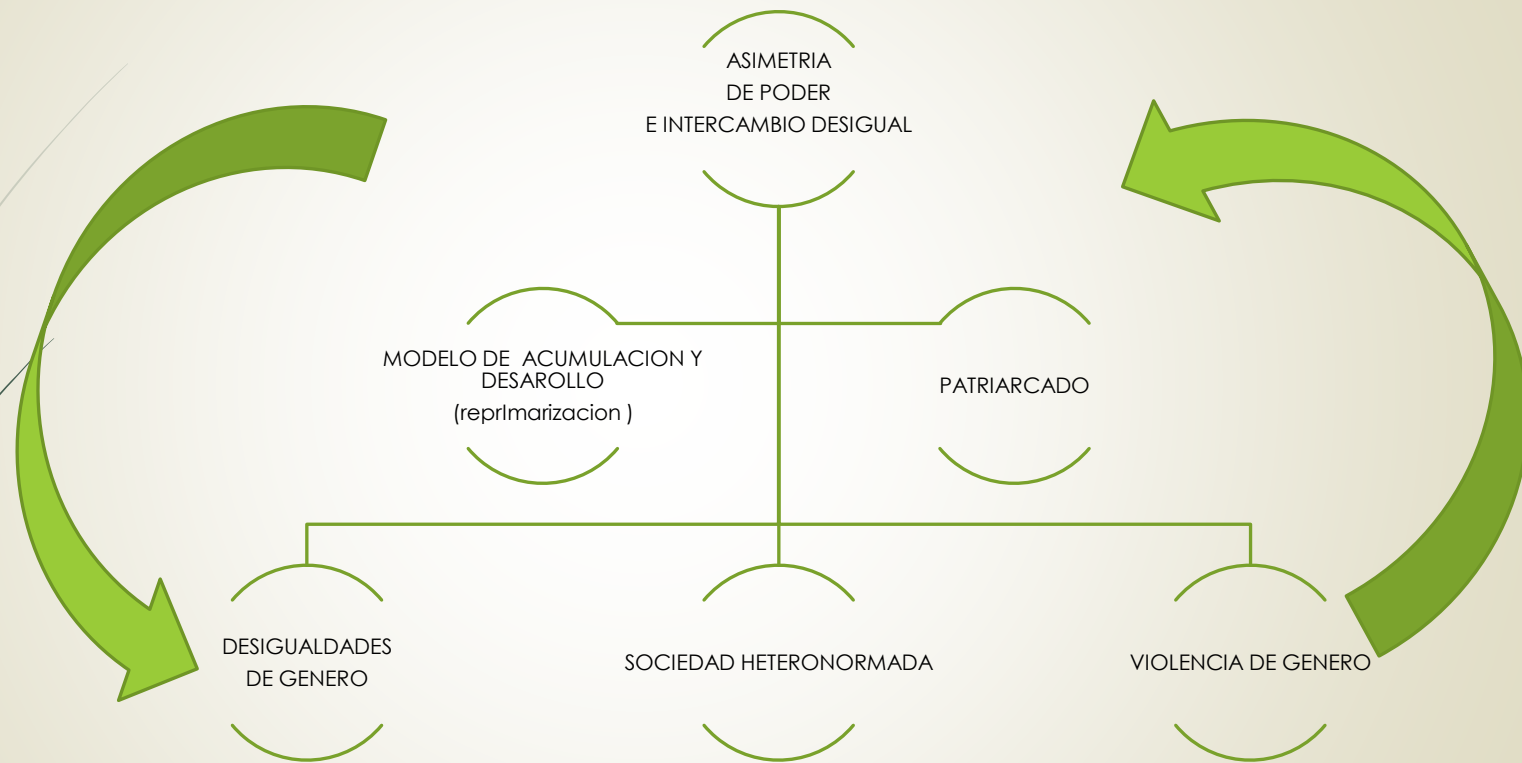 ASIMETRIA
DE PODER
E INTERCAMBIO DESIGUAL
MODELO DE ACUMULACION Y
DESAROLLO
(reprImarizacion )
PATRIARCADO
DESIGUALDADES
DE GENERO
SOCIEDAD HETERONORMADA
VIOLENCIA DE GENERO